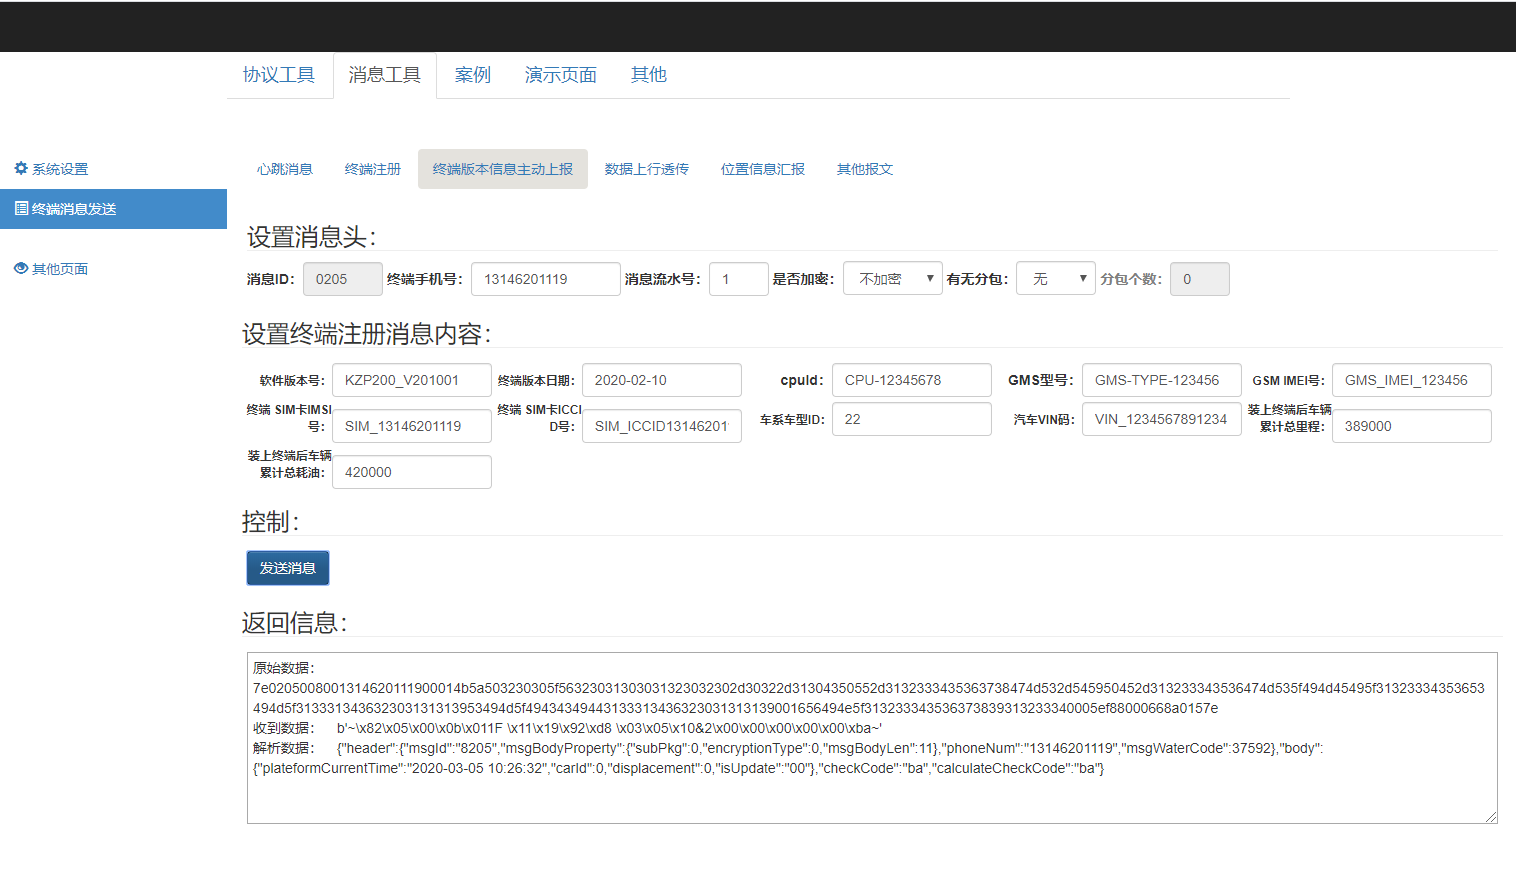 协议工具 消息工具 案例 演示页面 其他
系统设置
终端消息发送
其他页面
心跳消息 终端注册 终端版本信息主动上报 数据上行透传 位置信息汇报 其他报文
设置消息头：
消息ID： 0205 终端手机号： 13146201119 消息流水号： 1 是否加密： 不加密 有无分包： 无 分包个数： 0
设置终端注册消息内容：
软件版本号： KZP200_V201001 终端版本日期： 2020-02-10 cpuId： CPU-12345678 GMS型号： GMS-TYPE-123456 GSM IMEI号： GMS_IMEI_123456
终端 SIM卡IMSI号： SIM_13146201119 终端 SIM卡ICCID号： SIM_ICCID13146201 车系车型ID： 22 汽车VIN码： VIN_1234567891234 装上终端后车辆累计总里程： 389000
装上终端后车辆累计总耗油： 420000
控制：
发送消息
返回信息：
原始数据：
7e0205008001314620111900014b5a503230305f563230313030313230323­02d30322d31304350552d3132333435363738474d532d545950452d313233343536474d535f494d45495f31323334353653
494d5f313331343632303131313953494d5f49434349443133313436323031313139001656494e5f3132333435363738393132333­40005ef88000668a0157e
收到数据： b'~\x82\x05\x00\x0b\x011F \x11\x19\x92\xd8 \x03\x05\x10&2\x00\x00\x00\x00\x00\xba~'
解析数据： {"header":{"msgId":"8205","msgBodyProperty":{"subPkg":0,"encryptionType":0,"msgBodyLen":11},"phoneNum":"13146201119","msgWaterCode":37592},"body":
{"plateformCurrentTime":"2020-03-05 10:26:32","carId":0,"displacement":0,"isUpdate":"00"},"checkCode":"ba","calculateCheckCode":"ba"}